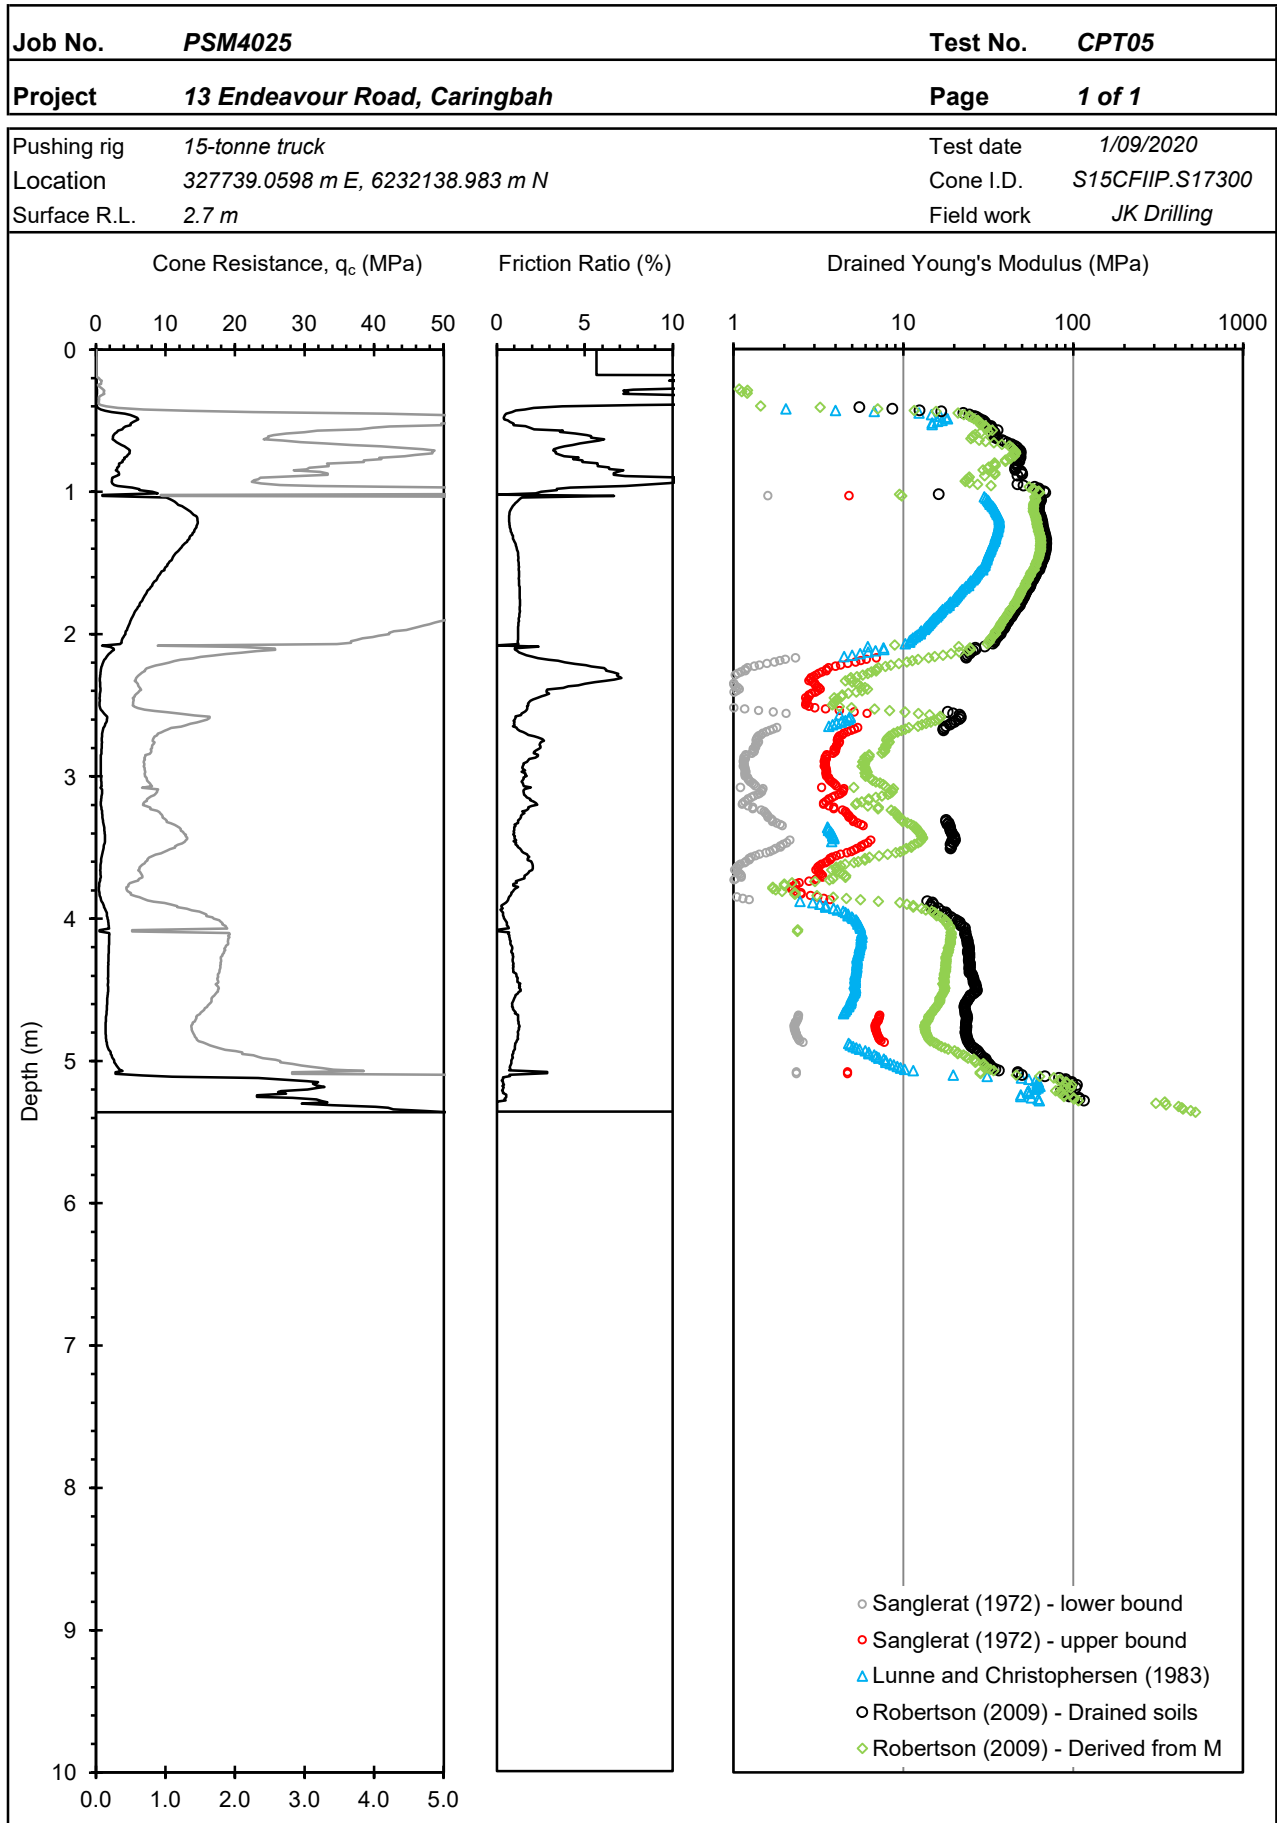 Job No. PSM4025 Test No. CPT05
Project 13 Endeavour Road, Caringbah Page 1 of 1
Pushing rig 15-tonne truck Test date 1/09/2020
Location 327739.0598 m E, 6232138.983 m N Cone I.D. S15CFIIP.S17300
Surface R.L. 2.7 m Field work JK Drilling
Cone Resistance, qc (MPa) Friction Ratio (%) Drained Young's Modulus (MPa)
0 10 20 30 40 50 0 5 10 1 10 100 1000
0
1
2
3
4
5
6
7
8
9
10
Depth (m)
Sanglerat (1972) - lower bound
Sanglerat (1972) - upper bound
Lunne and Christophersen (1983)
Robertson (2009) - Drained soils
Robertson (2009) - Derived from M
0.0 1.0 2.0 3.0 4.0 5.0